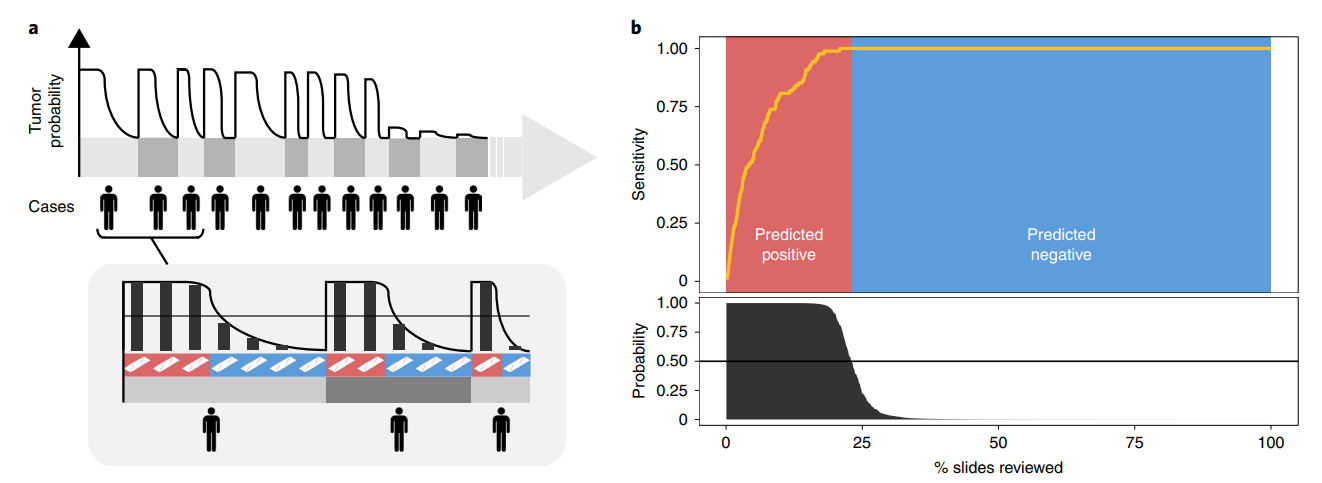 a
Tumor
probability
Cases
b
1.00
0.75
0.50
0.25
0
Sensitivity
Predicted
positive
Predicted
negative
1.00
0.75
0.50
0.25
0
Probability
0
25
50
75
100
% slides reviewed